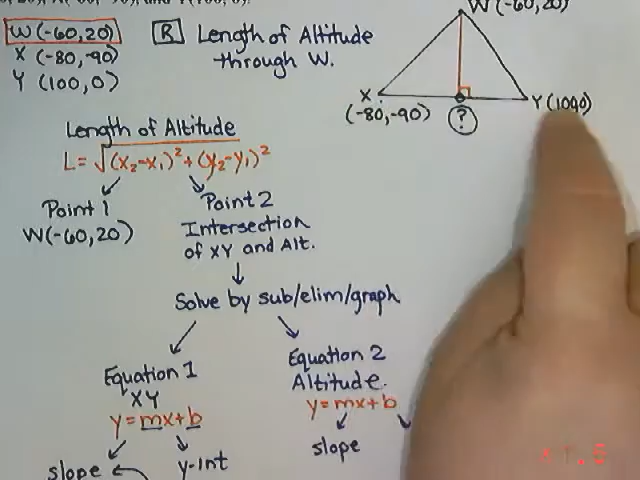 W (-60,20)
X (-80,-90)
Y (100,0)
R Length of Altitude
through W.
W (-60,20)
X
(-80,-90)
?
Y (100,0)
Length of Altitude
L = √(x₂-x₁)² + (y₂-y₁)²
Point 1
W(-60,20)
Point 2
Intersection
of XY and Alt.
Solve by sub/elim/graph
Equation 1
XY
y = mx+b
slope
y-int
Equation 2
Altitude.
y = mx+b
slope